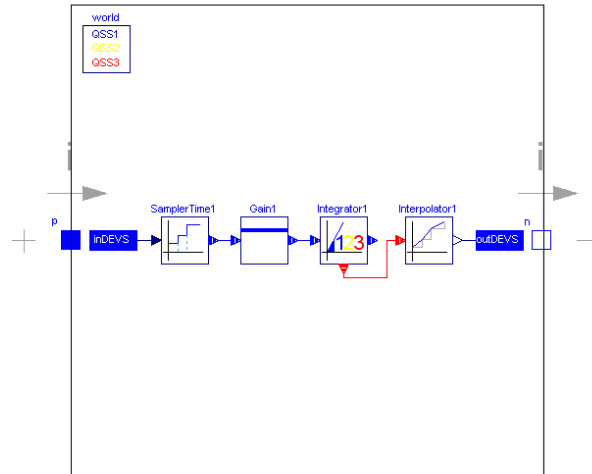 world
QSS1
QSS2
QSS3
i
i
p
SamplerTime1
Gain1
Integrator1
Interpolator1
n
inDEVS
123
outDEVS